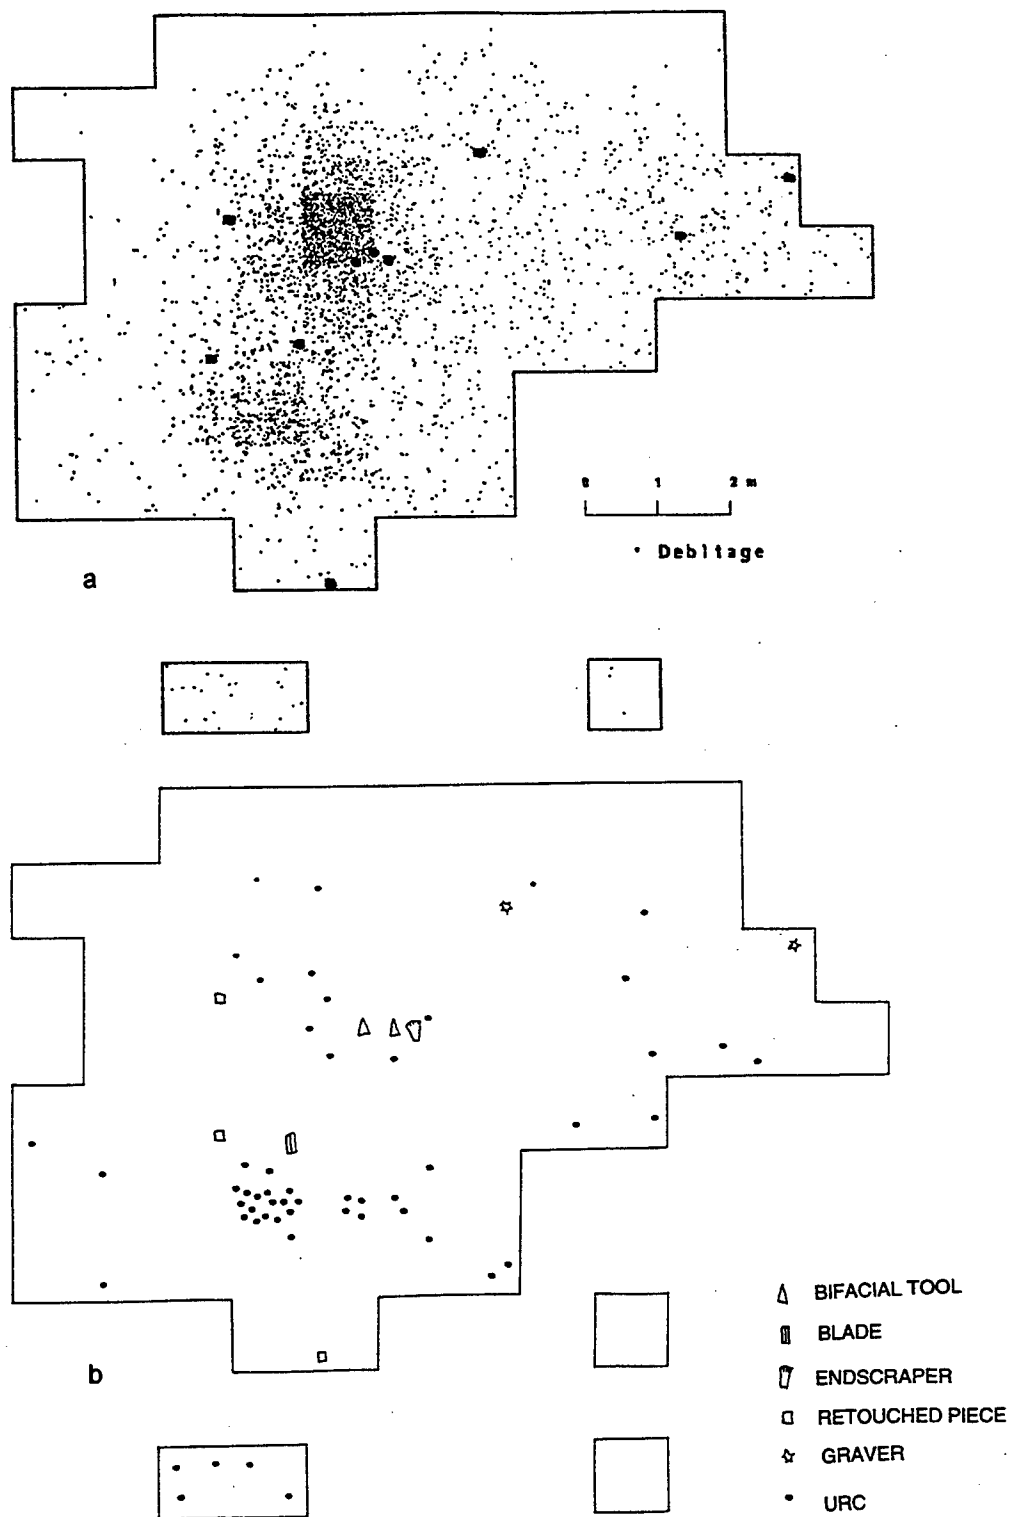 0 1 2 m
Debitage
a
b
BIFACIAL TOOL
BLADE
ENDSCRAPER
RETOUCHED PIECE
GRAVER
URC